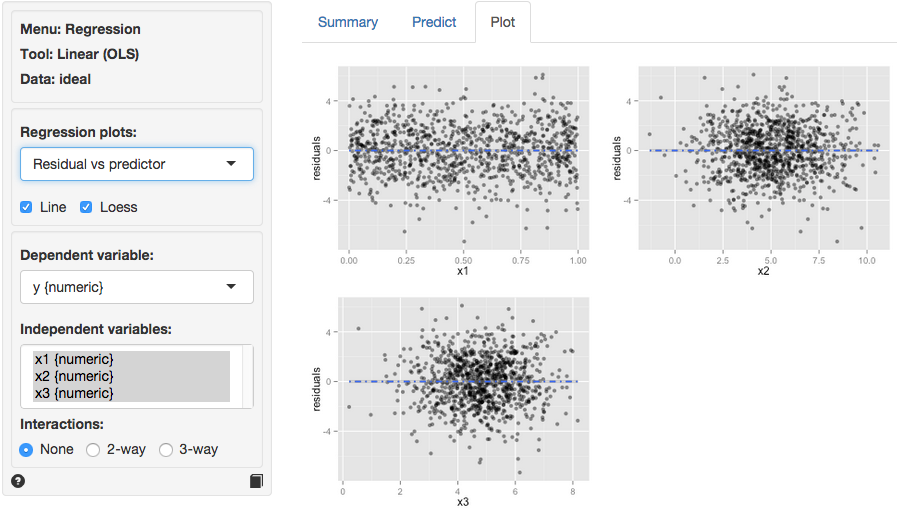 Menu: Regression
Tool: Linear (OLS)
Data: ideal
Regression plots:
Residual vs predictor
Line Loess
Dependent variable:
y {numeric}
Independent variables:
x1 {numeric}
x2 {numeric}
x3 {numeric}
Interactions:
None 2-way 3-way
?
Summary Predict Plot
residuals
4
0
-4
0.00 0.25 0.50 0.75 1.00
x1
residuals
4
0
-4
0.0 2.5 5.0 7.5 10.0
x2
residuals
4
0
-4
0 2 4 6 8
x3